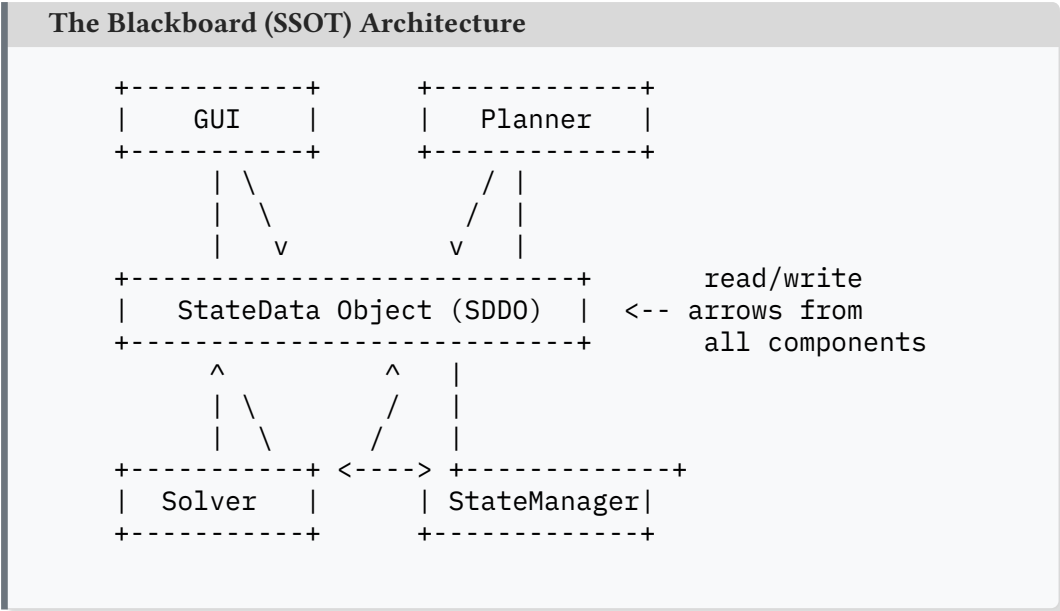 The Blackboard (SSOT) Architecture
+-----------+      +-------------+
|    GUI    |      |   Planner   |
+-----------+      +-------------+
      | \              / |
      |  \            /  |
      |   v          v   |
+----------------------------+       read/write
|   StateData Object (SDDO)  |  <-- arrows from
+----------------------------+       all components
      ^          ^   |
      | \        /   |
      |  \      /    |
+-----------+ <----> +-------------+
|  Solver   |      | StateManager|
+-----------+      +-------------+